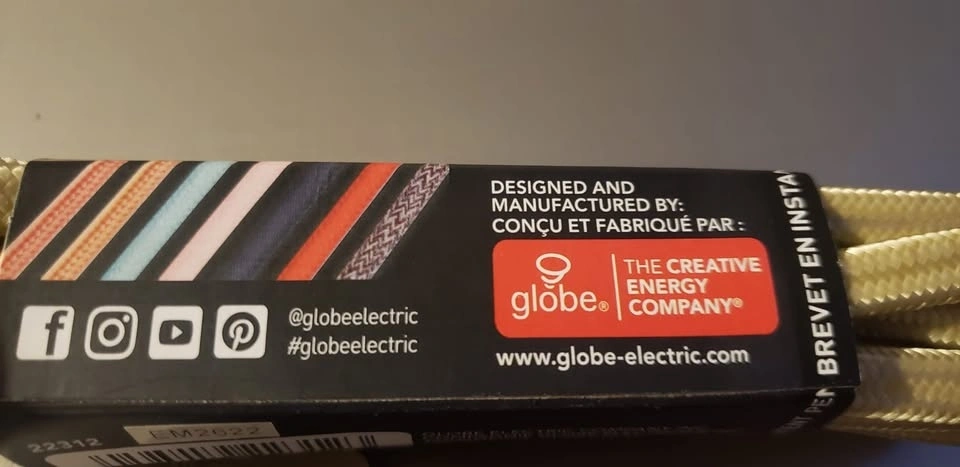 DESIGNED AND
MANUFACTURED BY:
CONÇU ET FABRIQUÉ PAR :
globe®
THE CREATIVE
ENERGY
COMPANY®
www.globe-electric.com
@globeelectric
#globeelectric
BREVET EN INSTA
22312
EM2622